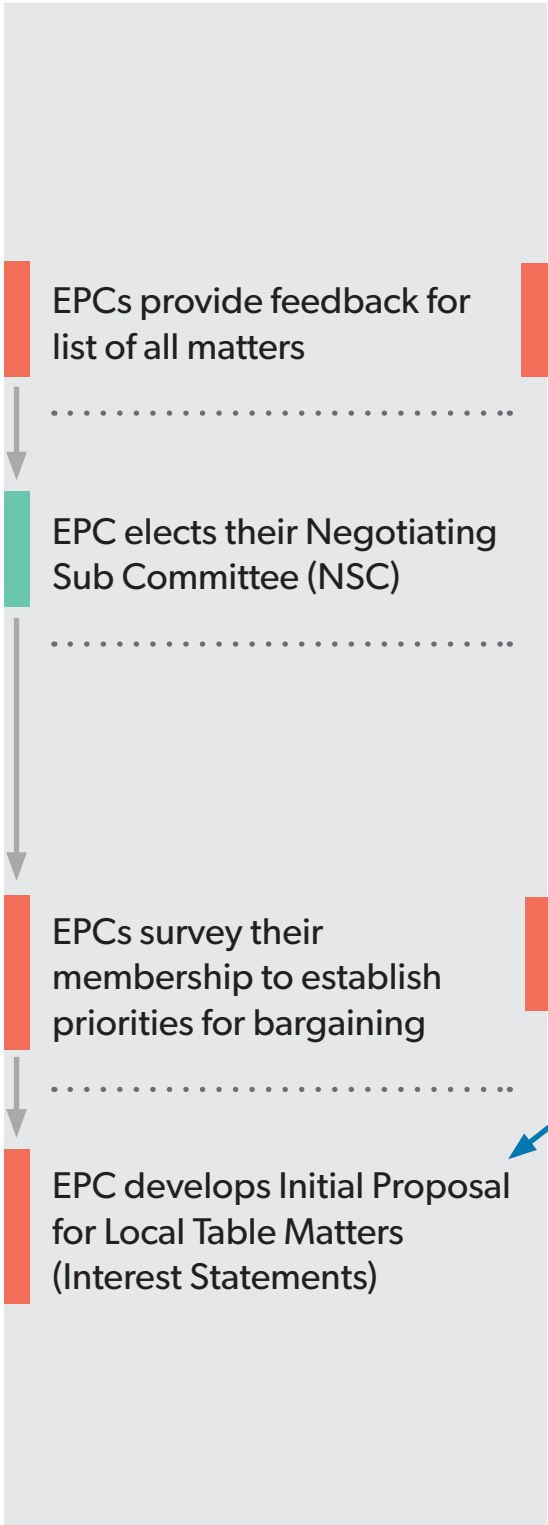 EPCs provide feedback for
list of all matters
EPC elects their Negotiating
Sub Committee (NSC)
EPCs survey their
membership to establish
priorities for bargaining
EPC develops Initial Proposal
for Local Table Matters
(Interest Statements)